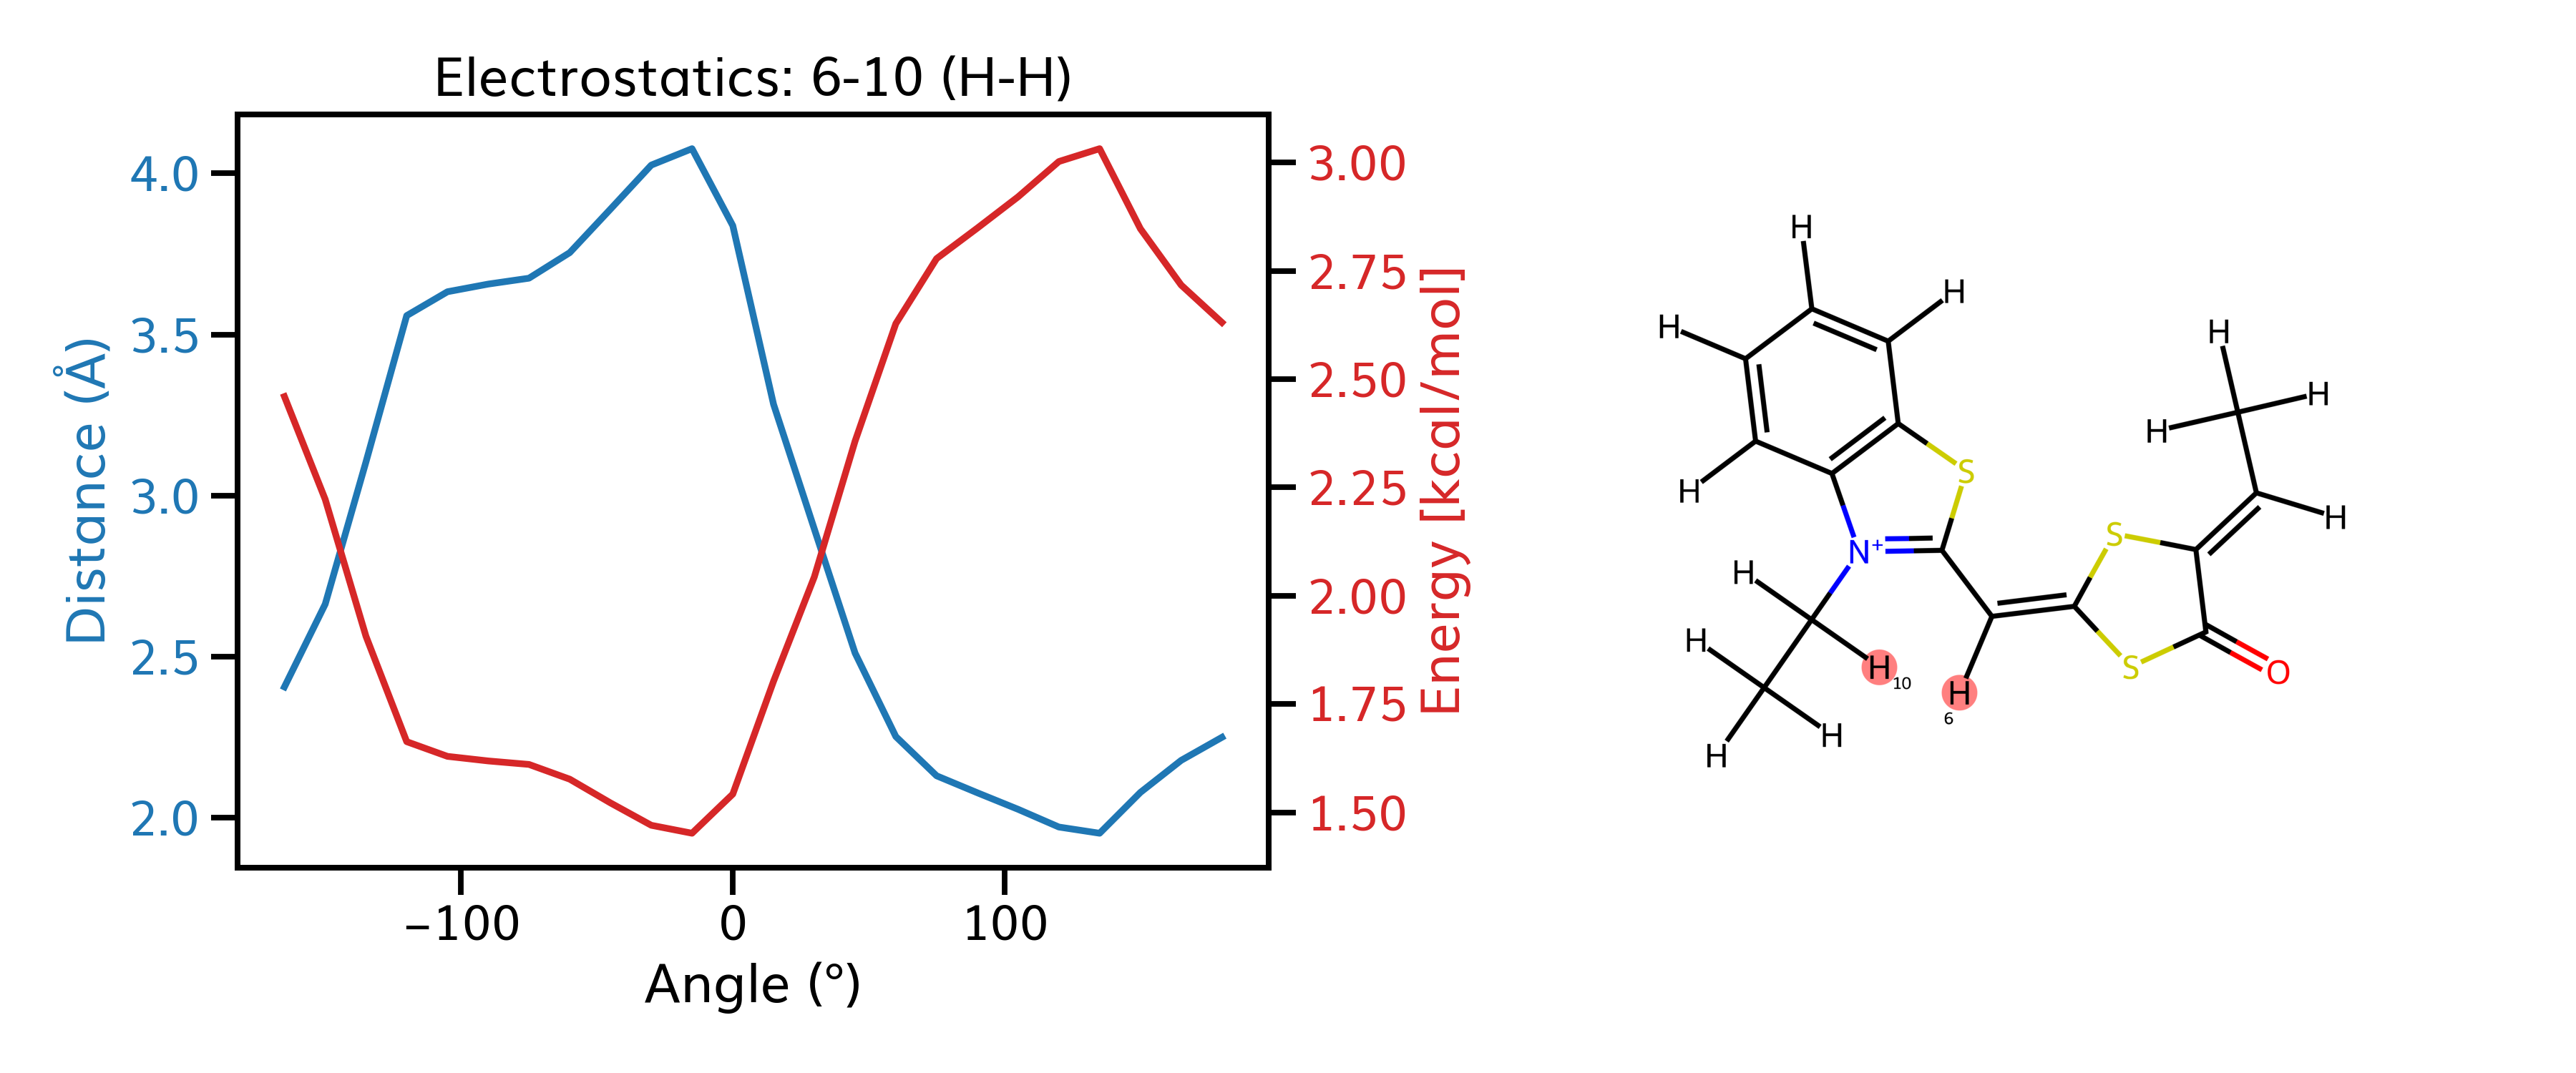 Electrostatics: 6-10 (H-H)
4.0
3.5
3.0
2.5
2.0
Distance (Å)
3.00
2.75
2.50
2.25
2.00
1.75
1.50
Energy [kcal/mol]
−100 0 100
Angle (°)
H
H
H
H
H
S
H
H
H
H
S
N⁺
H
H
H
10
H
6
S
O
H
H